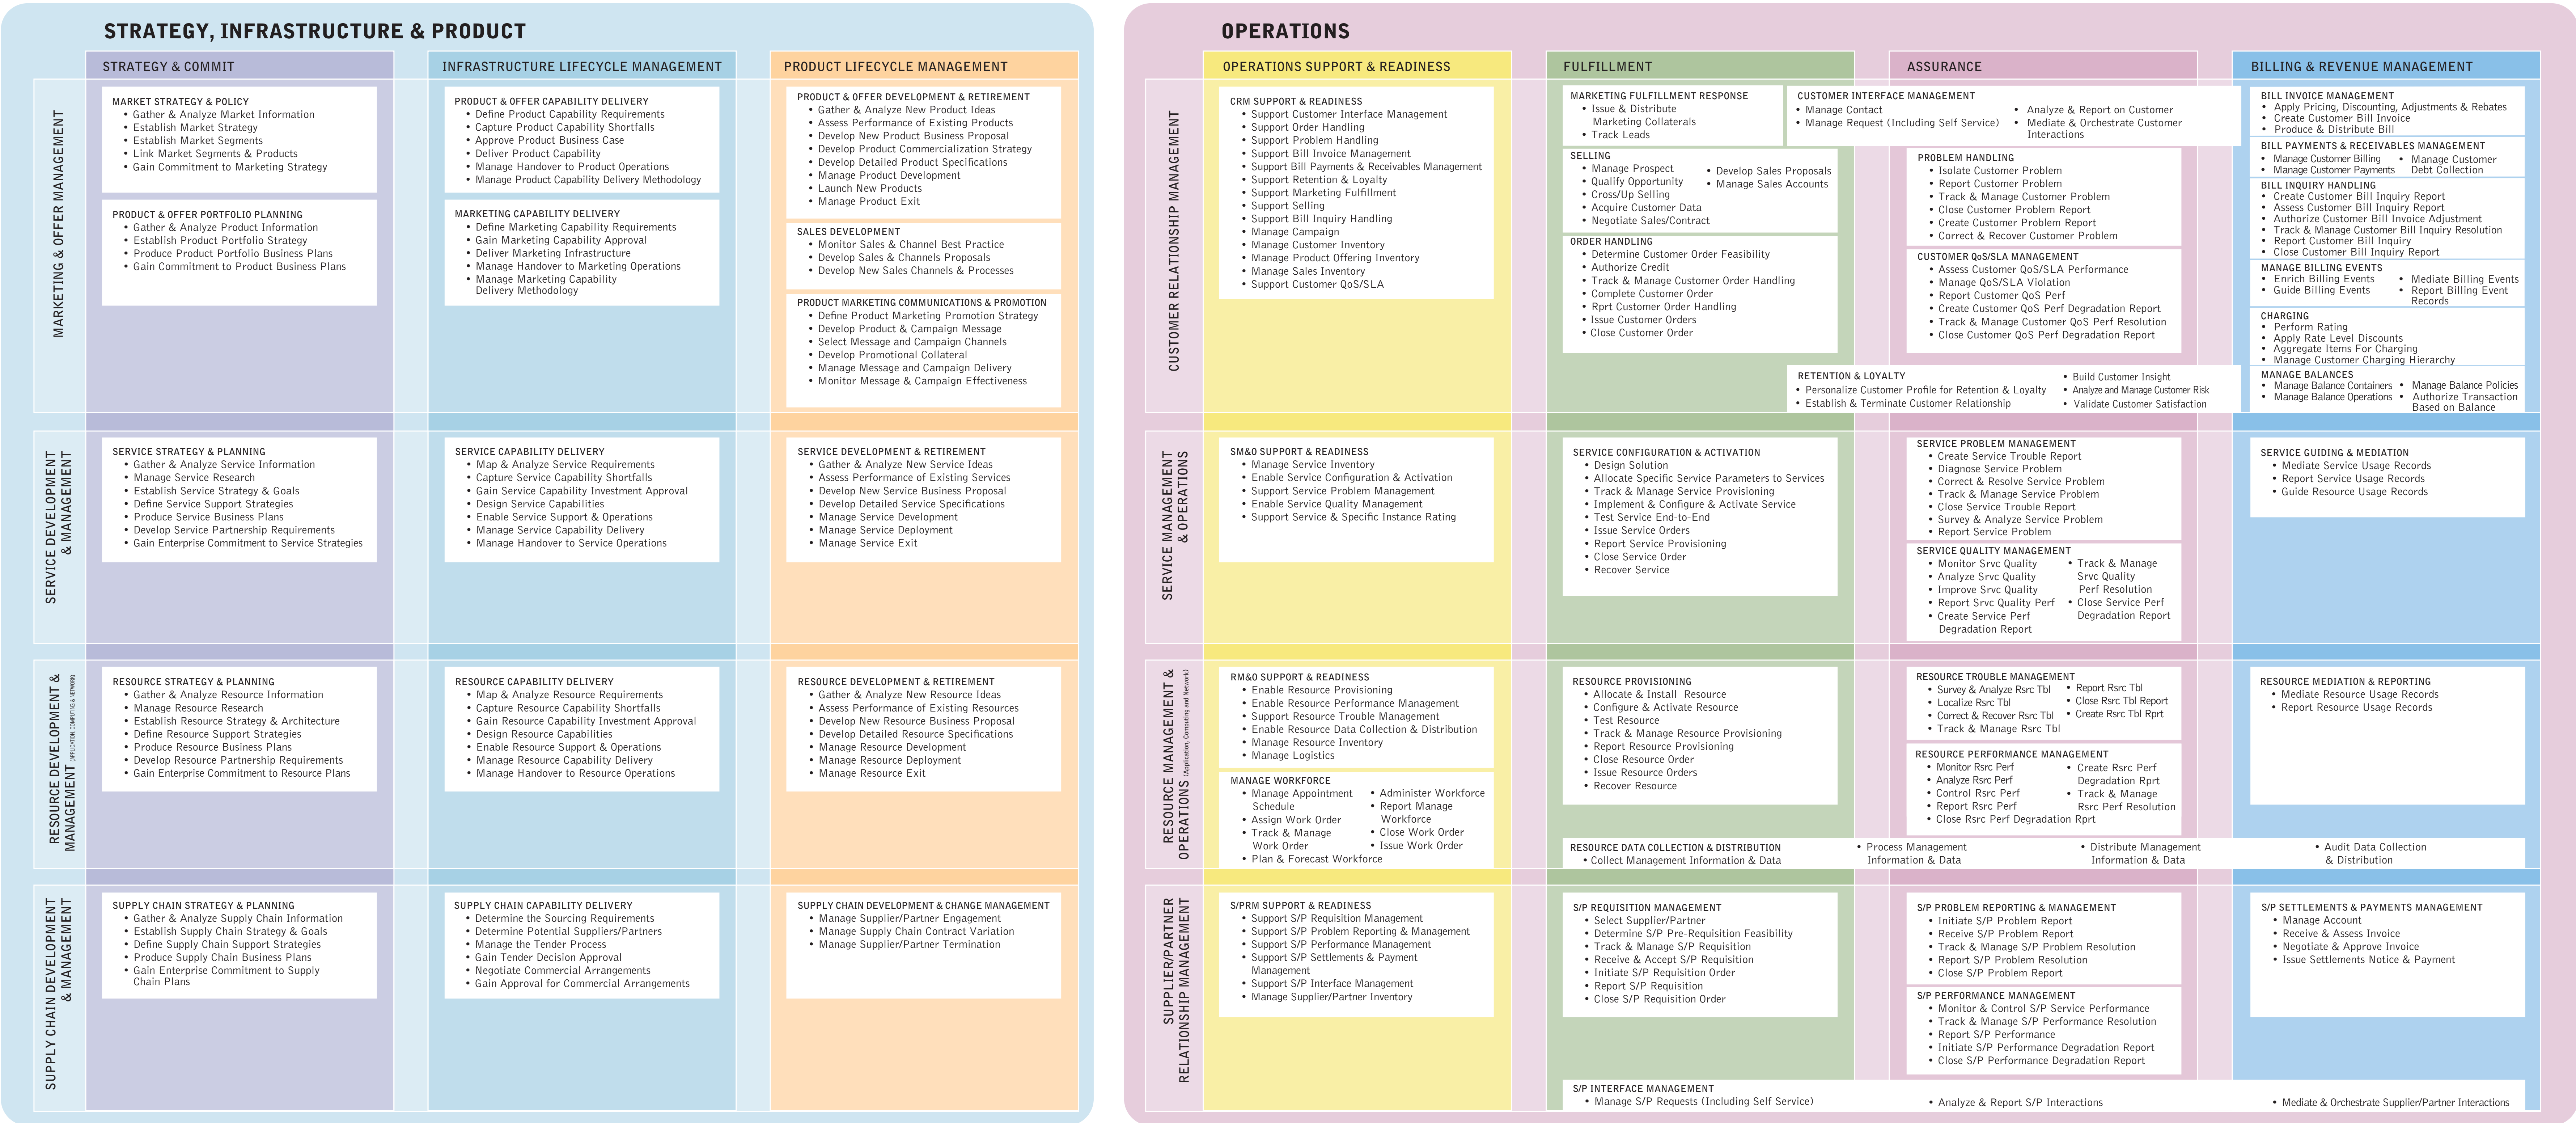 STRATEGY, INFRASTRUCTURE & PRODUCT
STRATEGY & COMMIT
INFRASTRUCTURE LIFECYCLE MANAGEMENT
PRODUCT LIFECYCLE MANAGEMENT
MARKETING & OFFER MANAGEMENT
MARKET STRATEGY & POLICY
• Gather & Analyze Market Information
• Establish Market Strategy
• Establish Market Segments
• Link Market Segments & Products
• Gain Commitment to Marketing Strategy
PRODUCT & OFFER PORTFOLIO PLANNING
• Gather & Analyze Product Information
• Establish Product Portfolio Strategy
• Produce Product Portfolio Business Plans
• Gain Commitment to Product Business Plans
PRODUCT & OFFER CAPABILITY DELIVERY
• Define Product Capability Requirements
• Capture Product Capability Shortfalls
• Approve Product Business Case
• Deliver Product Capability
• Manage Handover to Product Operations
• Manage Product Capability Delivery Methodology
MARKETING CAPABILITY DELIVERY
• Define Marketing Capability Requirements
• Gain Marketing Capability Approval
• Deliver Marketing Infrastructure
• Manage Handover to Marketing Operations
• Manage Marketing Capability
Delivery Methodology
PRODUCT & OFFER DEVELOPMENT & RETIREMENT
• Gather & Analyze New Product Ideas
• Assess Performance of Existing Products
• Develop New Product Business Proposal
• Develop Product Commercialization Strategy
• Develop Detailed Product Specifications
• Manage Product Development
• Launch New Products
• Manage Product Exit
SALES DEVELOPMENT
• Monitor Sales & Channel Best Practice
• Develop Sales & Channels Proposals
• Develop New Sales Channels & Processes
PRODUCT MARKETING COMMUNICATIONS & PROMOTION
• Define Product Marketing Promotion Strategy
• Develop Product & Campaign Message
• Select Message and Campaign Channels
• Develop Promotional Collateral
• Manage Message and Campaign Delivery
• Monitor Message & Campaign Effectiveness
SERVICE DEVELOPMENT
& MANAGEMENT
SERVICE STRATEGY & PLANNING
• Gather & Analyze Service Information
• Manage Service Research
• Establish Service Strategy & Goals
• Define Service Support Strategies
• Produce Service Business Plans
• Develop Service Partnership Requirements
• Gain Enterprise Commitment to Service Strategies
SERVICE CAPABILITY DELIVERY
• Map & Analyze Service Requirements
• Capture Service Capability Shortfalls
• Gain Service Capability Investment Approval
• Design Service Capabilities
• Enable Service Support & Operations
• Manage Service Capability Delivery
• Manage Handover to Service Operations
SERVICE DEVELOPMENT & RETIREMENT
• Gather & Analyze New Service Ideas
• Assess Performance of Existing Services
• Develop New Service Business Proposal
• Develop Detailed Service Specifications
• Manage Service Development
• Manage Service Deployment
• Manage Service Exit
RESOURCE DEVELOPMENT &
MANAGEMENT (APPLICATION, COMPUTING & NETWORK)
RESOURCE STRATEGY & PLANNING
• Gather & Analyze Resource Information
• Manage Resource Research
• Establish Resource Strategy & Architecture
• Define Resource Support Strategies
• Produce Resource Business Plans
• Develop Resource Partnership Requirements
• Gain Enterprise Commitment to Resource Plans
RESOURCE CAPABILITY DELIVERY
• Map & Analyze Resource Requirements
• Capture Resource Capability Shortfalls
• Gain Resource Capability Investment Approval
• Design Resource Capabilities
• Enable Resource Support & Operations
• Manage Resource Capability Delivery
• Manage Handover to Resource Operations
RESOURCE DEVELOPMENT & RETIREMENT
• Gather & Analyze New Resource Ideas
• Assess Performance of Existing Resources
• Develop New Resource Business Proposal
• Develop Detailed Resource Specifications
• Manage Resource Development
• Manage Resource Deployment
• Manage Resource Exit
SUPPLY CHAIN DEVELOPMENT
& MANAGEMENT
SUPPLY CHAIN STRATEGY & PLANNING
• Gather & Analyze Supply Chain Information
• Establish Supply Chain Strategy & Goals
• Define Supply Chain Support Strategies
• Produce Supply Chain Business Plans
• Gain Enterprise Commitment to Supply
Chain Plans
SUPPLY CHAIN CAPABILITY DELIVERY
• Determine the Sourcing Requirements
• Determine Potential Suppliers/Partners
• Manage the Tender Process
• Gain Tender Decision Approval
• Negotiate Commercial Arrangements
• Gain Approval for Commercial Arrangements
SUPPLY CHAIN DEVELOPMENT & CHANGE MANAGEMENT
• Manage Supplier/Partner Engagement
• Manage Supply Chain Contract Variation
• Manage Supplier/Partner Termination
OPERATIONS
OPERATIONS SUPPORT & READINESS
FULFILLMENT
ASSURANCE
BILLING & REVENUE MANAGEMENT
CUSTOMER RELATIONSHIP MANAGEMENT
CRM SUPPORT & READINESS
• Support Customer Interface Management
• Support Order Handling
• Support Problem Handling
• Support Bill Invoice Management
• Support Bill Payments & Receivables Management
• Support Retention & Loyalty
• Support Marketing Fulfillment
• Support Selling
• Support Bill Inquiry Handling
• Manage Campaign
• Manage Customer Inventory
• Manage Product Offering Inventory
• Manage Sales Inventory
• Support Customer QoS/SLA
MARKETING FULFILLMENT RESPONSE
• Issue & Distribute
Marketing Collaterals
• Track Leads
SELLING
• Manage Prospect
• Qualify Opportunity
• Cross/Up Selling
• Acquire Customer Data
• Negotiate Sales/Contract
• Develop Sales Proposals
• Manage Sales Accounts
ORDER HANDLING
• Determine Customer Order Feasibility
• Authorize Credit
• Track & Manage Customer Order Handling
• Complete Customer Order
• Rprt Customer Order Handling
• Issue Customer Orders
• Close Customer Order
CUSTOMER INTERFACE MANAGEMENT
• Manage Contact
• Manage Request (Including Self Service)
• Analyze & Report on Customer
• Mediate & Orchestrate Customer
Interactions
PROBLEM HANDLING
• Isolate Customer Problem
• Report Customer Problem
• Track & Manage Customer Problem
• Close Customer Problem Report
• Create Customer Problem Report
• Correct & Recover Customer Problem
CUSTOMER QoS/SLA MANAGEMENT
• Assess Customer QoS/SLA Performance
• Manage QoS/SLA Violation
• Report Customer QoS Perf
• Create Customer QoS Perf Degradation Report
• Track & Manage Customer QoS Perf Resolution
• Close Customer QoS Perf Degradation Report
RETENTION & LOYALTY
• Personalize Customer Profile for Retention & Loyalty
• Establish & Terminate Customer Relationship
• Build Customer Insight
• Analyze and Manage Customer Risk
• Validate Customer Satisfaction
BILL INVOICE MANAGEMENT
• Apply Pricing, Discounting, Adjustments & Rebates
• Create Customer Bill Invoice
• Produce & Distribute Bill
BILL PAYMENTS & RECEIVABLES MANAGEMENT
• Manage Customer Billing
• Manage Customer Payments
• Manage Customer
Debt Collection
BILL INQUIRY HANDLING
• Create Customer Bill Inquiry Report
• Assess Customer Bill Inquiry Report
• Authorize Customer Bill Invoice Adjustment
• Track & Manage Customer Bill Inquiry Resolution
• Report Customer Bill Inquiry
• Close Customer Bill Inquiry Report
MANAGE BILLING EVENTS
• Enrich Billing Events
• Guide Billing Events
• Mediate Billing Events
• Report Billing Event
Records
CHARGING
• Perform Rating
• Apply Rate Level Discounts
• Aggregate Items For Charging
• Manage Customer Charging Hierarchy
MANAGE BALANCES
• Manage Balance Containers
• Manage Balance Operations
• Manage Balance Policies
• Authorize Transaction
Based on Balance
SERVICE MANAGEMENT
& OPERATIONS
SM&O SUPPORT & READINESS
• Manage Service Inventory
• Enable Service Configuration & Activation
• Support Service Problem Management
• Enable Service Quality Management
• Support Service & Specific Instance Rating
SERVICE CONFIGURATION & ACTIVATION
• Design Solution
• Allocate Specific Service Parameters to Services
• Track & Manage Service Provisioning
• Implement & Configure & Activate Service
• Test Service End-to-End
• Issue Service Orders
• Report Service Provisioning
• Close Service Order
• Recover Service
SERVICE PROBLEM MANAGEMENT
• Create Service Trouble Report
• Diagnose Service Problem
• Correct & Resolve Service Problem
• Track & Manage Service Problem
• Close Service Trouble Report
• Survey & Analyze Service Problem
• Report Service Problem
SERVICE QUALITY MANAGEMENT
• Monitor Srvc Quality
• Analyze Srvc Quality
• Improve Srvc Quality
• Report Srvc Quality Perf
• Create Service Perf
Degradation Report
• Track & Manage
Srvc Quality
Perf Resolution
• Close Service Perf
Degradation Report
SERVICE GUIDING & MEDIATION
• Mediate Service Usage Records
• Report Service Usage Records
• Guide Resource Usage Records
RESOURCE MANAGEMENT &
OPERATIONS (Application, Computing and Network)
RM&O SUPPORT & READINESS
• Enable Resource Provisioning
• Enable Resource Performance Management
• Support Resource Trouble Management
• Enable Resource Data Collection & Distribution
• Manage Resource Inventory
• Manage Logistics
MANAGE WORKFORCE
• Manage Appointment
Schedule
• Assign Work Order
• Track & Manage
Work Order
• Plan & Forecast Workforce
• Administer Workforce
• Report Manage
Workforce
• Close Work Order
• Issue Work Order
RESOURCE PROVISIONING
• Allocate & Install Resource
• Configure & Activate Resource
• Test Resource
• Track & Manage Resource Provisioning
• Report Resource Provisioning
• Close Resource Order
• Issue Resource Orders
• Recover Resource
RESOURCE TROUBLE MANAGEMENT
• Survey & Analyze Rsrc Tbl
• Localize Rsrc Tbl
• Correct & Recover Rsrc Tbl
• Track & Manage Rsrc Tbl
• Report Rsrc Tbl
• Close Rsrc Tbl Report
• Create Rsrc Tbl Rprt
RESOURCE PERFORMANCE MANAGEMENT
• Monitor Rsrc Perf
• Analyze Rsrc Perf
• Control Rsrc Perf
• Report Rsrc Perf
• Close Rsrc Perf Degradation Rprt
• Create Rsrc Perf
Degradation Rprt
• Track & Manage
Rsrc Perf Resolution
RESOURCE MEDIATION & REPORTING
• Mediate Resource Usage Records
• Report Resource Usage Records
RESOURCE DATA COLLECTION & DISTRIBUTION
• Collect Management Information & Data
• Process Management
Information & Data
• Distribute Management
Information & Data
• Audit Data Collection
& Distribution
SUPPLIER/PARTNER
RELATIONSHIP MANAGEMENT
S/PRM SUPPORT & READINESS
• Support S/P Requisition Management
• Support S/P Problem Reporting & Management
• Support S/P Performance Management
• Support S/P Settlements & Payment
Management
• Support S/P Interface Management
• Manage Supplier/Partner Inventory
S/P REQUISITION MANAGEMENT
• Select Supplier/Partner
• Determine S/P Pre-Requisition Feasibility
• Track & Manage S/P Requisition
• Receive & Accept S/P Requisition
• Initiate S/P Requisition Order
• Report S/P Requisition
• Close S/P Requisition Order
S/P PROBLEM REPORTING & MANAGEMENT
• Initiate S/P Problem Report
• Receive S/P Problem Report
• Track & Manage S/P Problem Resolution
• Report S/P Problem Resolution
• Close S/P Problem Report
S/P PERFORMANCE MANAGEMENT
• Monitor & Control S/P Service Performance
• Track & Manage S/P Performance Resolution
• Report S/P Performance
• Initiate S/P Performance Degradation Report
• Close S/P Performance Degradation Report
S/P SETTLEMENTS & PAYMENTS MANAGEMENT
• Manage Account
• Receive & Assess Invoice
• Negotiate & Approve Invoice
• Issue Settlements Notice & Payment
S/P INTERFACE MANAGEMENT
• Manage S/P Requests (Including Self Service)
• Analyze & Report S/P Interactions
• Mediate & Orchestrate Supplier/Partner Interactions